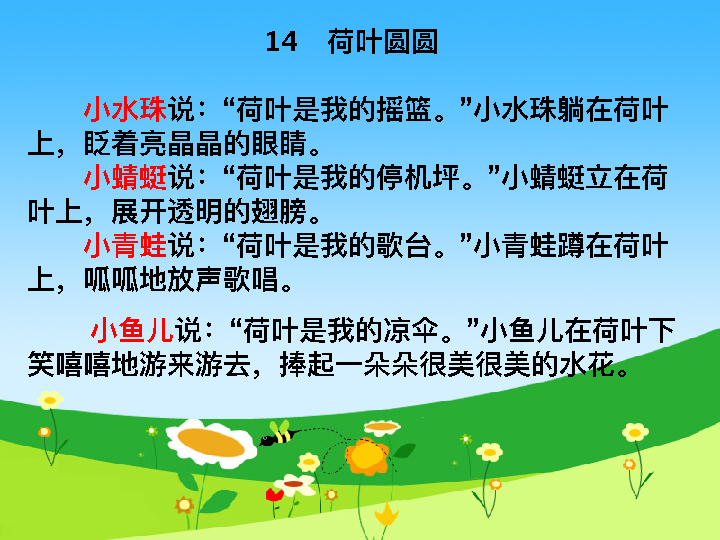 14 荷叶圆圆
小水珠说：“荷叶是我的摇篮。”小水珠躺在荷叶
上，眨着亮晶晶的眼睛。
小蜻蜓说：“荷叶是我的停机坪。”小蜻蜓立在荷
叶上，展开透明的翅膀。
小青蛙说：“荷叶是我的歌台。”小青蛙蹲在荷叶
上，呱呱地放声歌唱。
小鱼儿说：“荷叶是我的凉伞。”小鱼儿在荷叶下
笑嘻嘻地游来游去，捧起一朵朵很美很美的水花。